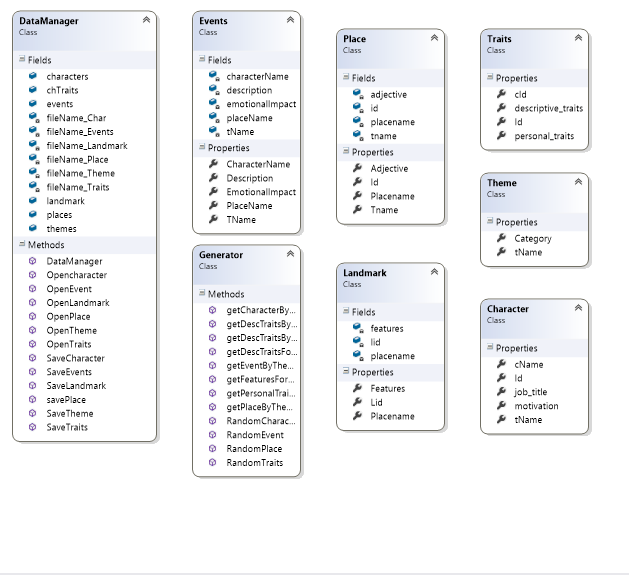 DataManager
Class
Fields
characters
chTraits
events
fileName_Char
fileName_Events
fileName_Landmark
fileName_Place
fileName_Theme
fileName_Traits
landmark
places
themes
Methods
DataManager
Opencharacter
OpenEvent
OpenLandmark
OpenPlace
OpenTheme
OpenTraits
SaveCharacter
SaveEvents
SaveLandmark
savePlace
SaveTheme
SaveTraits
Events
Class
Fields
characterName
description
emotionalImpact
placeName
tName
Properties
CharacterName
Description
EmotionalImpact
PlaceName
TName
Generator
Class
Methods
getCharacterBy...
getDescTraitsBy...
getDescTraitsBy...
getDescTraitsFo...
getEventByThe...
getFeaturesFor...
getPersonalTrai...
getPlaceByThe...
RandomCharac...
RandomEvent
RandomPlace
RandomTraits
Place
Class
Fields
adjective
id
placename
tname
Properties
Adjective
Id
Placename
Tname
Landmark
Class
Fields
features
lid
placename
Properties
Features
Lid
Placename
Traits
Class
Properties
cId
descriptive_traits
Id
personal_traits
Theme
Class
Properties
Category
tName
Character
Class
Properties
cName
Id
job_title
motivation
tName